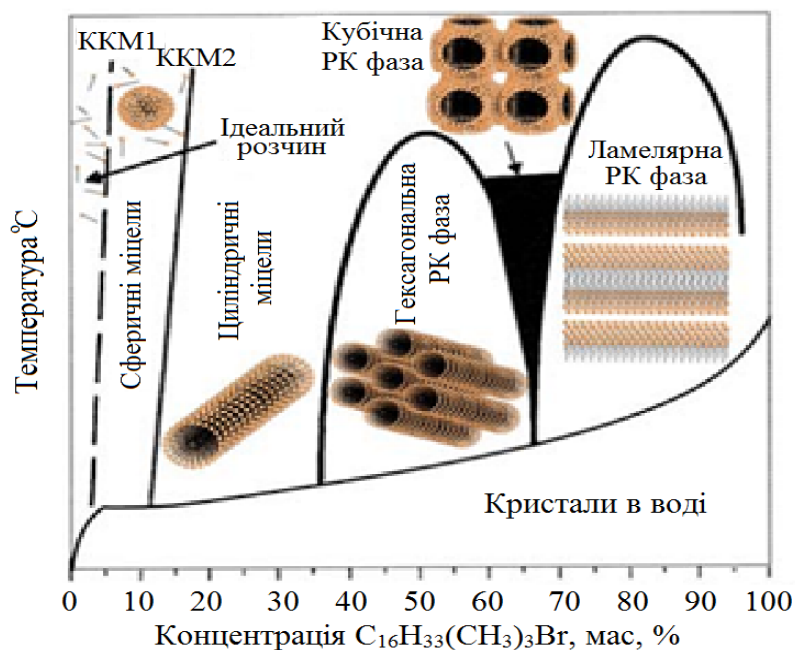 ККМ1
ККМ2
Кубічна
РК фаза
Ідеальний
розчин
Ламелярна
РК фаза
Температура°C
Сферичні міцели
Циліндричні
міцели
Гексагональна
РК фаза
Кристали в воді
0 10 20 30 40 50 60 70 80 90 100
Концентрація C₁₆H₃₃(CH₃)₃Br, мас, %